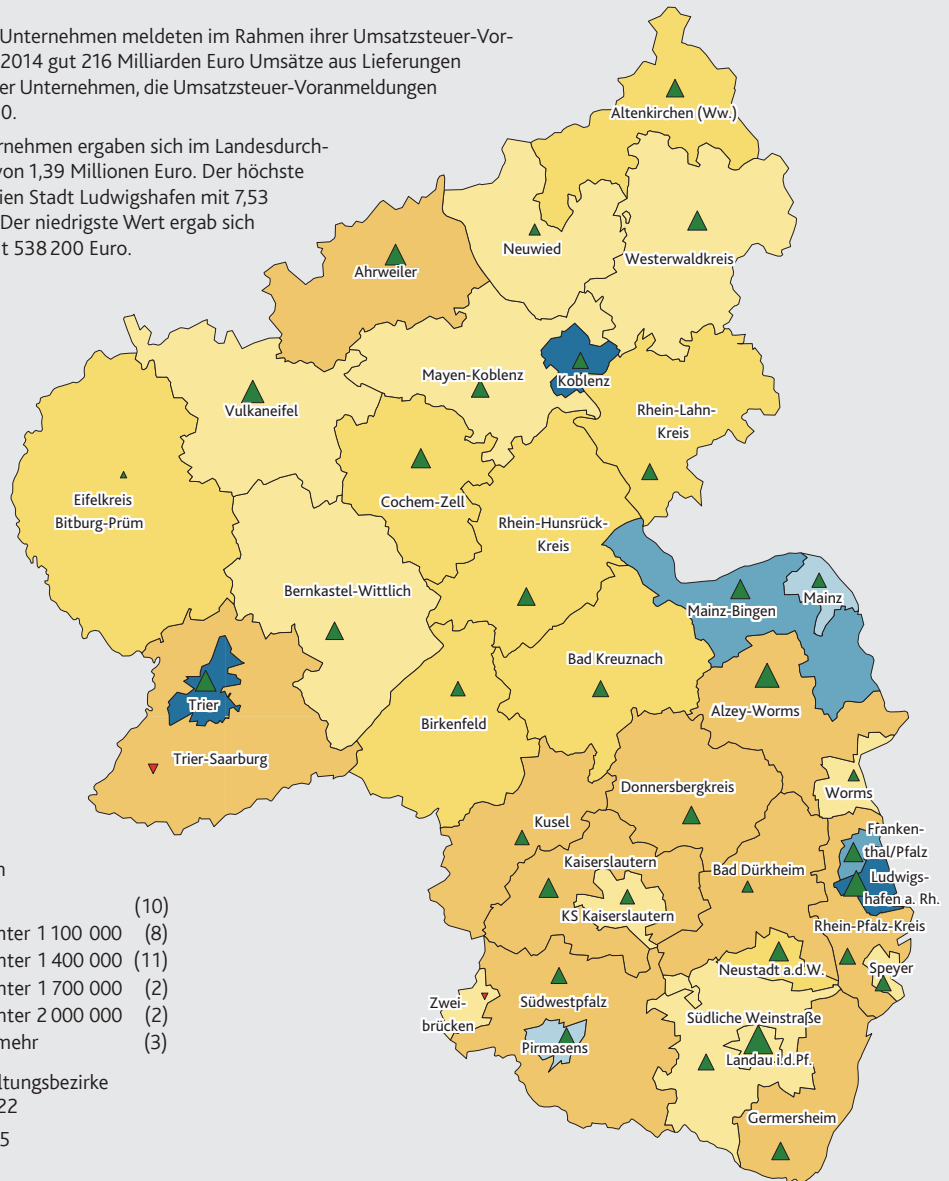 Unternehmen meldeten im Rahmen ihrer Umsatzsteuer-Vor-
2014 gut 216 Milliarden Euro Umsätze aus Lieferungen
er Unternehmen, die Umsatzsteuer-Voranmeldungen
0.
rnehmen ergaben sich im Landesdurch-
von 1,39 Millionen Euro. Der höchste
ien Stadt Ludwigshafen mit 7,53
Der niedrigste Wert ergab sich
t 538 200 Euro.
Altenkirchen (Ww.)
Neuwied
Westerwaldkreis
Ahrweiler
Mayen-Koblenz
Koblenz
Vulkaneifel
Rhein-Lahn-
Kreis
Eifelkreis
Bitburg-Prüm
Cochem-Zell
Rhein-Hunsrück-
Kreis
Bernkastel-Wittlich
Mainz-Bingen
Mainz
Bad Kreuznach
Trier
Birkenfeld
Alzey-Worms
Trier-Saarburg
Donnersbergkreis
Worms
Kusel
Franken-
thal/Pfalz
Kaiserslautern
Bad Dürkheim
Ludwigs-
hafen a. Rh.
KS Kaiserslautern
Rhein-Pfalz-Kreis
Neustadt a.d.W.
Speyer
Zwei-
brücken
Südwestpfalz
Südliche Weinstraße
Pirmasens
Landau i.d.Pf.
Germersheim
n
(10)
nter 1 100 000 (8)
nter 1 400 000 (11)
nter 1 700 000 (2)
nter 2 000 000 (2)
mehr (3)
ltungsbezirke
22
5